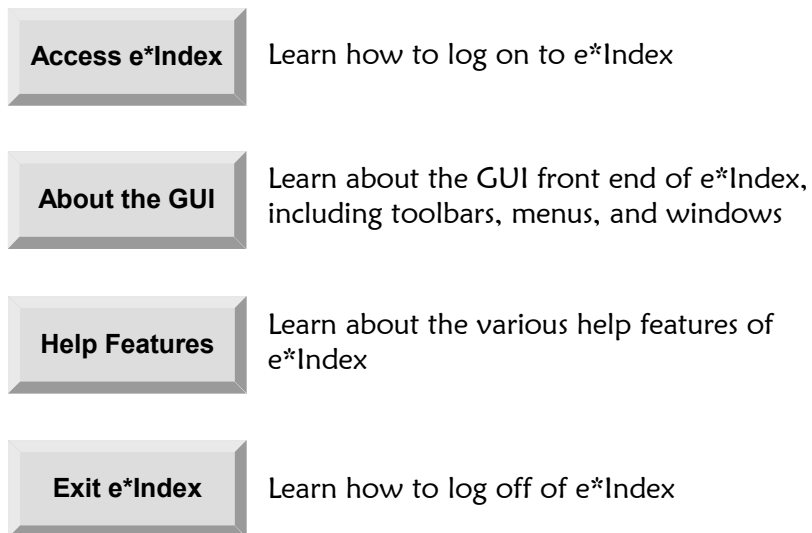 Access e*Index
Learn how to log on to e*Index
About the GUI
Learn about the GUI front end of e*Index,
including toolbars, menus, and windows
Help Features
Learn about the various help features of
e*Index
Exit e*Index
Learn how to log off of e*Index